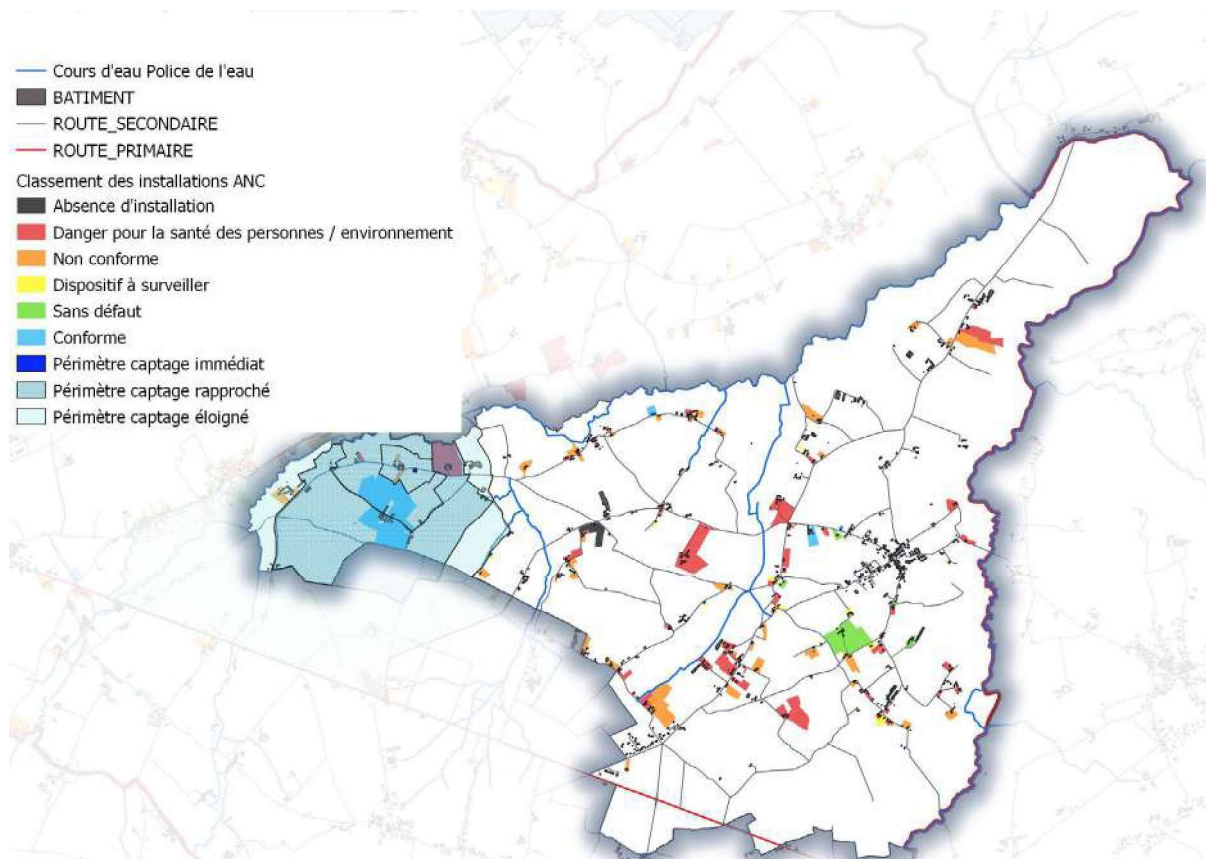 Cours d'eau Police de l'eau
BATIMENT
ROUTE_SECONDAIRE
ROUTE_PRIMAIRE
Classement des installations ANC
Absence d'installation
Danger pour la santé des personnes / environnement
Non conforme
Dispositif à surveiller
Sans défaut
Conforme
Périmètre captage immédiat
Périmètre captage rapproché
Périmètre captage éloigné